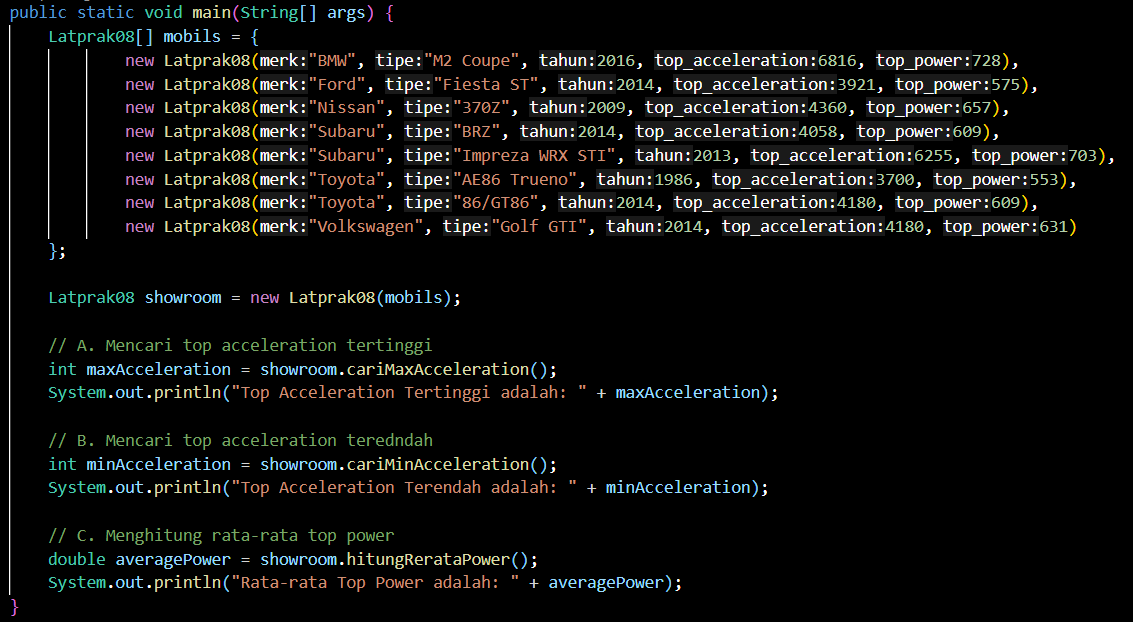 public static void main(String[] args) {
Latprak08[] mobils = {
new Latprak08(merk:"BMW", tipe:"M2 Coupe", tahun:2016, top_acceleration:6816, top_power:728),
new Latprak08(merk:"Ford", tipe:"Fiesta ST", tahun:2014, top_acceleration:3921, top_power:575),
new Latprak08(merk:"Nissan", tipe:"370Z", tahun:2009, top_acceleration:4360, top_power:657),
new Latprak08(merk:"Subaru", tipe:"BRZ", tahun:2014, top_acceleration:4058, top_power:609),
new Latprak08(merk:"Subaru", tipe:"Impreza WRX STI", tahun:2013, top_acceleration:6255, top_power:703),
new Latprak08(merk:"Toyota", tipe:"AE86 Trueno", tahun:1986, top_acceleration:3700, top_power:553),
new Latprak08(merk:"Toyota", tipe:"86/GT86", tahun:2014, top_acceleration:4180, top_power:609),
new Latprak08(merk:"Volkswagen", tipe:"Golf GTI", tahun:2014, top_acceleration:4180, top_power:631)
};
Latprak08 showroom = new Latprak08(mobils);
// A. Mencari top acceleration tertinggi
int maxAcceleration = showroom.cariMaxAcceleration();
System.out.println("Top Acceleration Tertinggi adalah: " + maxAcceleration);
// B. Mencari top acceleration teredndah
int minAcceleration = showroom.cariMinAcceleration();
System.out.println("Top Acceleration Terendah adalah: " + minAcceleration);
// C. Menghitung rata-rata top power
double averagePower = showroom.hitungRerataPower();
System.out.println("Rata-rata Top Power adalah: " + averagePower);
}